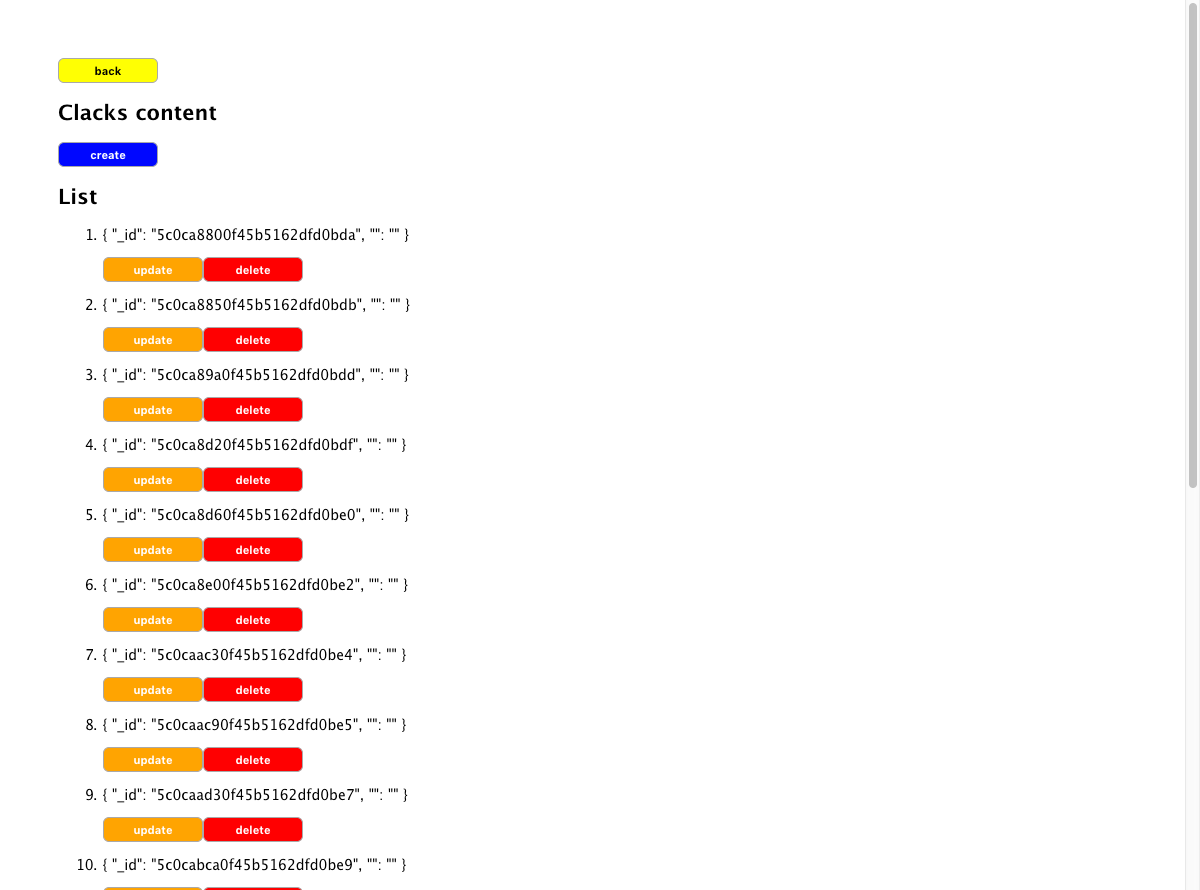 back
Clacks content
create
List
1. { "_id": "5c0ca8800f45b5162dfd0bda", "": "" }
update delete
2. { "_id": "5c0ca8850f45b5162dfd0bdb", "": "" }
update delete
3. { "_id": "5c0ca89a0f45b5162dfd0bdd", "": "" }
update delete
4. { "_id": "5c0ca8d20f45b5162dfd0bdf", "": "" }
update delete
5. { "_id": "5c0ca8d60f45b5162dfd0be0", "": "" }
update delete
6. { "_id": "5c0ca8e00f45b5162dfd0be2", "": "" }
update delete
7. { "_id": "5c0caac30f45b5162dfd0be4", "": "" }
update delete
8. { "_id": "5c0caac90f45b5162dfd0be5", "": "" }
update delete
9. { "_id": "5c0caad30f45b5162dfd0be7", "": "" }
update delete
10. { "_id": "5c0cabca0f45b5162dfd0be9", "": "" }